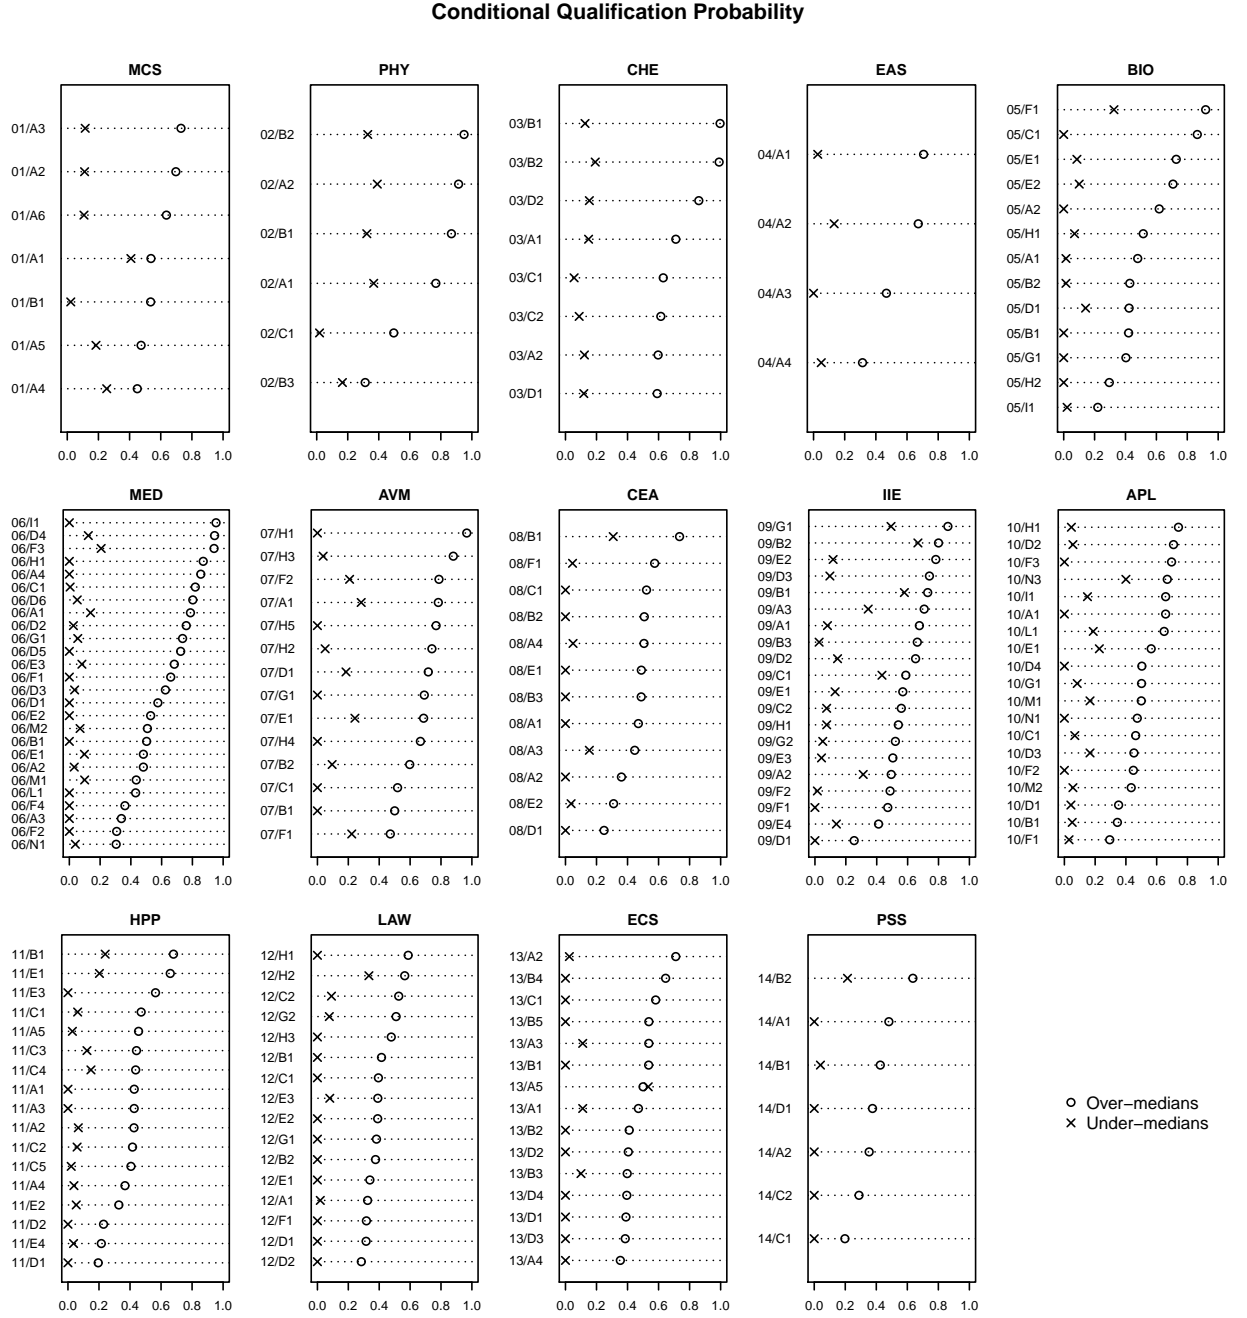 Conditional Qualification Probability
MCS
01/A3
01/A2
01/A6
01/A1
01/B1
01/A5
01/A4
0.0 0.2 0.4 0.6 0.8 1.0
PHY
02/B2
02/A2
02/B1
02/A1
02/C1
02/B3
0.0 0.2 0.4 0.6 0.8 1.0
CHE
03/B1
03/B2
03/D2
03/A1
03/C1
03/C2
03/A2
03/D1
0.0 0.2 0.4 0.6 0.8 1.0
EAS
04/A1
04/A2
04/A3
04/A4
0.0 0.2 0.4 0.6 0.8 1.0
BIO
05/F1
05/C1
05/E1
05/E2
05/A2
05/H1
05/A1
05/B2
05/D1
05/B1
05/G1
05/H2
05/I1
0.0 0.2 0.4 0.6 0.8 1.0
MED
06/I1
06/D4
06/F3
06/H1
06/A4
06/C1
06/D6
06/A1
06/D2
06/G1
06/D5
06/E3
06/F1
06/D3
06/D1
06/E2
06/M2
06/B1
06/E1
06/A2
06/M1
06/L1
06/F4
06/A3
06/F2
06/N1
0.0 0.2 0.4 0.6 0.8 1.0
AVM
07/H1
07/H3
07/F2
07/A1
07/H5
07/H2
07/D1
07/G1
07/E1
07/H4
07/B2
07/C1
07/B1
07/F1
0.0 0.2 0.4 0.6 0.8 1.0
CEA
08/B1
08/F1
08/C1
08/B2
08/A4
08/E1
08/B3
08/A1
08/A3
08/A2
08/E2
08/D1
0.0 0.2 0.4 0.6 0.8 1.0
IIE
09/G1
09/B2
09/E2
09/D3
09/B1
09/A3
09/A1
09/B3
09/D2
09/C1
09/E1
09/C2
09/H1
09/G2
09/E3
09/A2
09/F2
09/F1
09/E4
09/D1
0.0 0.2 0.4 0.6 0.8 1.0
APL
10/H1
10/D2
10/F3
10/N3
10/I1
10/A1
10/L1
10/E1
10/D4
10/G1
10/M1
10/N1
10/C1
10/D3
10/F2
10/M2
10/D1
10/B1
10/F1
0.0 0.2 0.4 0.6 0.8 1.0
HPP
11/B1
11/E1
11/E3
11/C1
11/A5
11/C3
11/C4
11/A1
11/A3
11/A2
11/C2
11/C5
11/A4
11/E2
11/D2
11/E4
11/D1
0.0 0.2 0.4 0.6 0.8 1.0
LAW
12/H1
12/H2
12/C2
12/G2
12/H3
12/B1
12/C1
12/E3
12/E2
12/G1
12/B2
12/E1
12/A1
12/F1
12/D1
12/D2
0.0 0.2 0.4 0.6 0.8 1.0
ECS
13/A2
13/B4
13/C1
13/B5
13/A3
13/B1
13/A5
13/A1
13/B2
13/D2
13/B3
13/D4
13/D1
13/D3
13/A4
0.0 0.2 0.4 0.6 0.8 1.0
PSS
14/B2
14/A1
14/B1
14/D1
14/A2
14/C2
14/C1
0.0 0.2 0.4 0.6 0.8 1.0
Over−medians
Under−medians